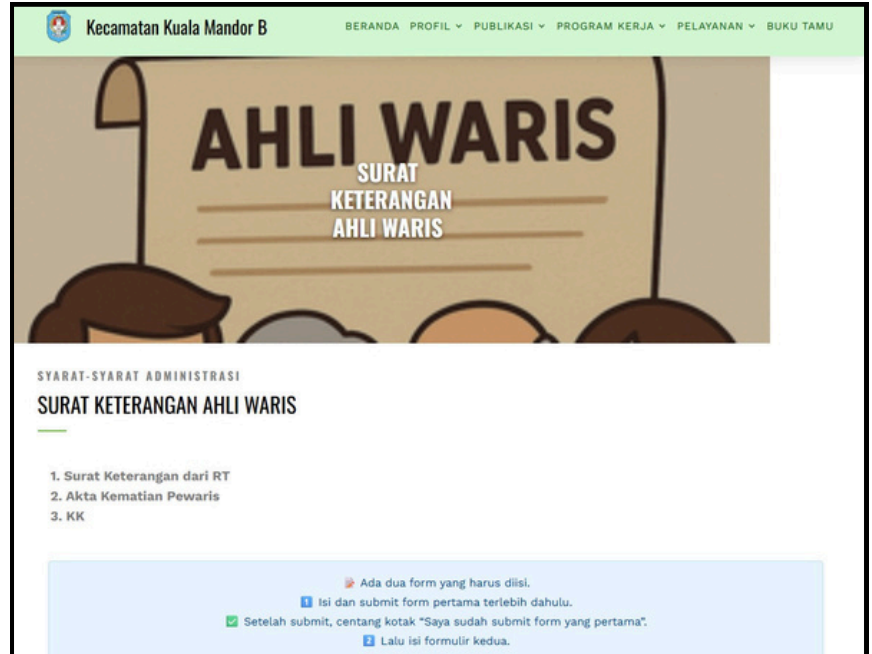 Kecamatan Kuala Mandor B
BERANDA PROFIL PUBLIKASI PROGRAM KERJA PELAYANAN BUKU TAMU
AHLI WARIS
SURAT
KETERANGAN
AHLI WARIS
SYARAT-SYARAT ADMINISTRASI
SURAT KETERANGAN AHLI WARIS
1. Surat Keterangan dari RT
2. Akta Kematian Pewaris
3. KK
📝 Ada dua form yang harus diisi.
1️⃣ Isi dan submit form pertama terlebih dahulu.
✅ Setelah submit, centang kotak “Saya sudah submit form yang pertama”.
2️⃣ Lalu isi formulir kedua.